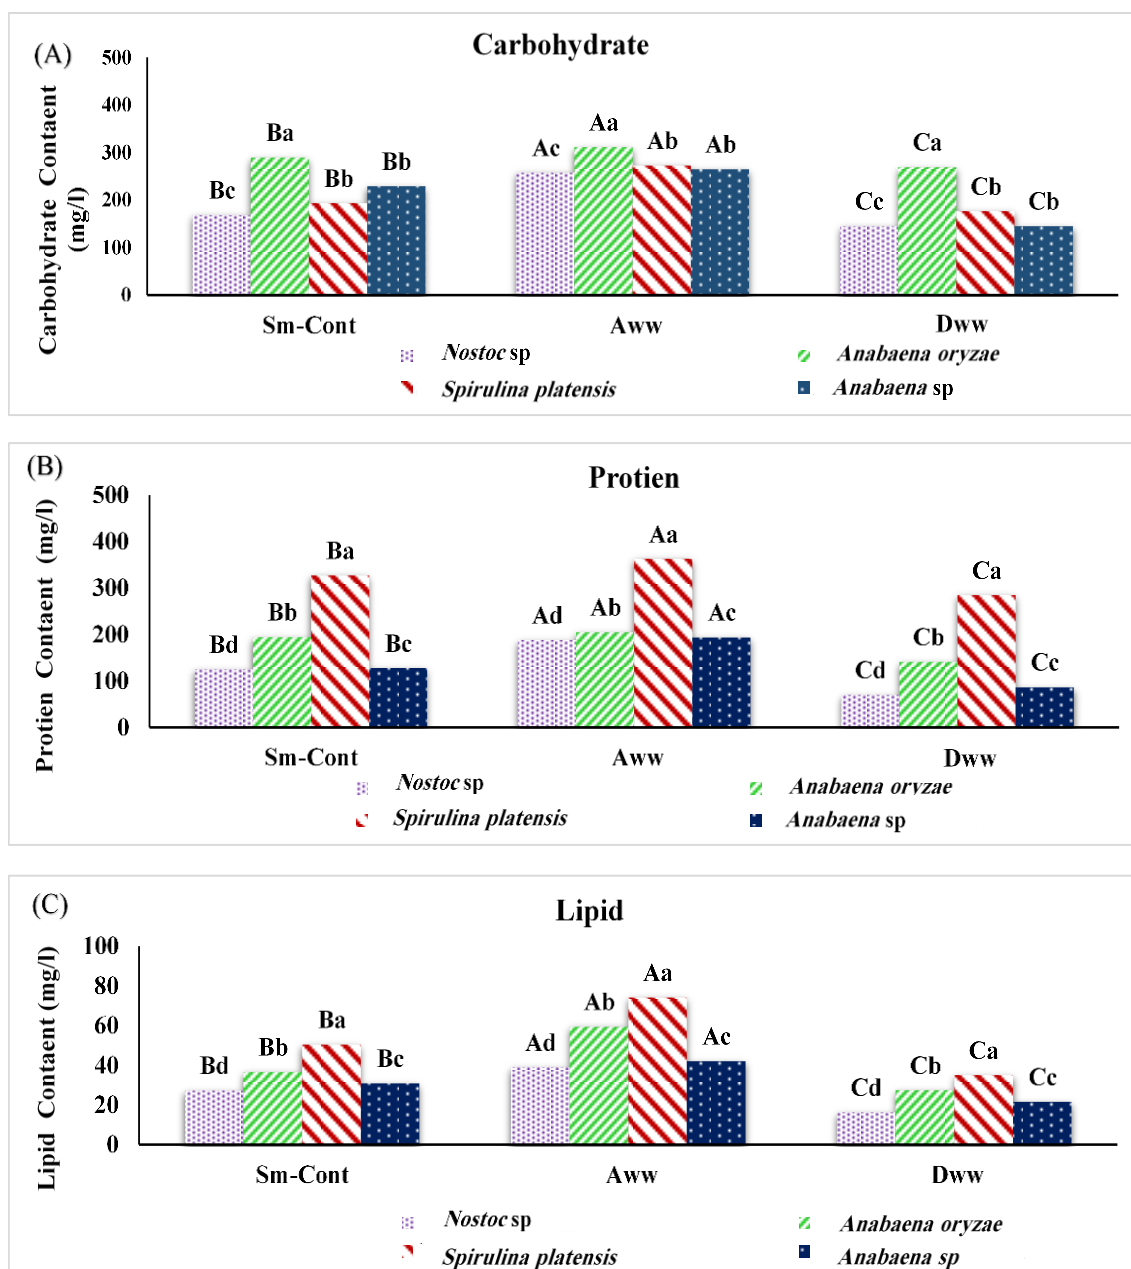 (A)
Carbohydrate
Carbohydrate Contaent
(mg/l)
500
400
300
200
100
0
Bc
Ba
Bb
Bb
Ac
Aa
Ab
Ab
Cc
Ca
Cb
Cb
Sm-Cont
Aww
Dww
Nostoc sp
Anabaena oryzae
Spirulina platensis
Anabaena sp
(B)
Protien
Protien Contaent (mg/l)
500
400
300
200
100
0
Bd
Bb
Ba
Bc
Ad
Ab
Aa
Ac
Cd
Cb
Ca
Cc
Sm-Cont
Aww
Dww
Nostoc sp
Anabaena oryzae
Spirulina platensis
Anabaena sp
(C)
Lipid
Lipid Contaent (mg/l)
100
80
60
40
20
0
Bd
Bb
Ba
Bc
Ad
Ab
Aa
Ac
Cd
Cb
Ca
Cc
Sm-Cont
Aww
Dww
Nostoc sp
Anabaena oryzae
Spirulina platensis
Anabaena sp